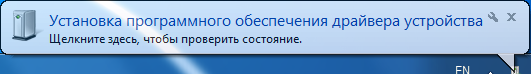 Установка программного обеспечения драйвера устройства
Щелкните здесь, чтобы проверить состояние.
EN